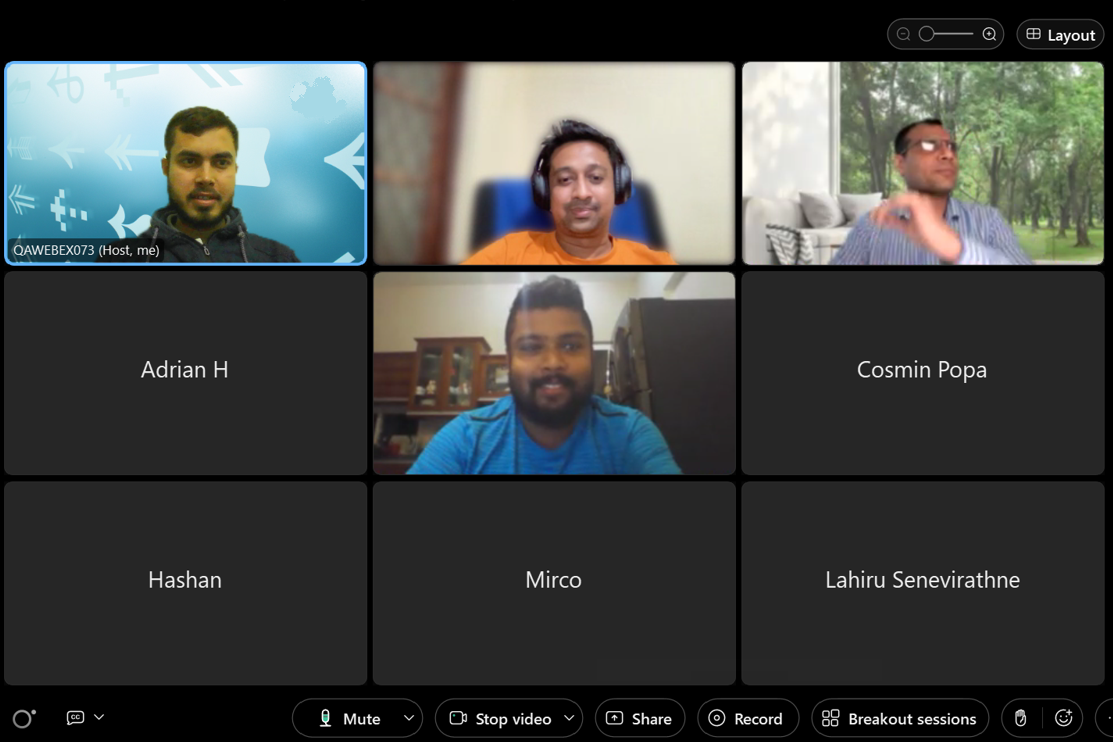 Layout
QAWEBEX073 (Host, me)
Adrian H
Cosmin Popa
Hashan
Mirco
Lahiru Senevirathne
CC
Mute
Stop video
Share
Record
Breakout sessions